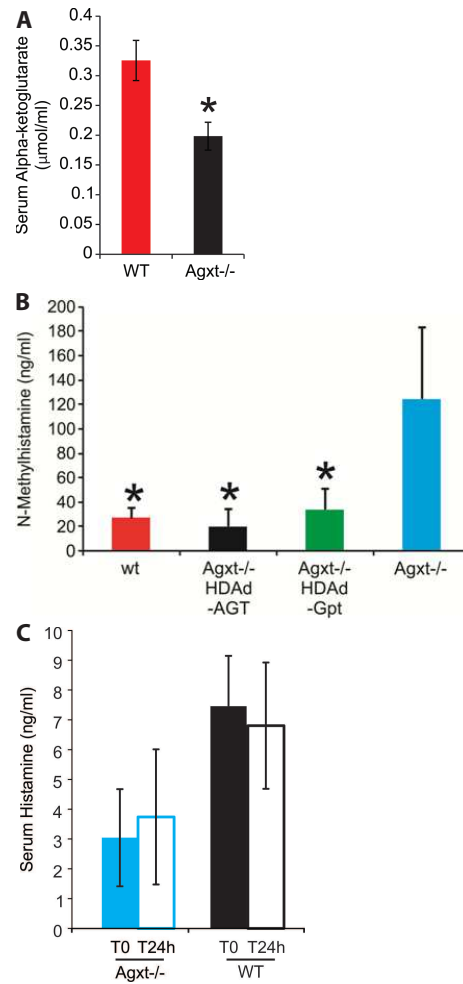 A
Serum Alpha-ketoglutarate
(µmol/ml)
0.4
0.35
0.3
0.25
0.2
0.15
0.1
0.05
0
*
WT
Agxt-/-
B
N-Methylhistamine (ng/ml)
200
180
160
140
120
100
80
60
40
20
0
*
*
*
wt
Agxt-/-
HDAd
-AGT
Agxt-/-
HDAd
-Gpt
Agxt-/-
C
Serum Histamine (ng/ml)
10
9
8
7
6
5
4
3
2
1
0
T0 T24h
Agxt-/-
T0 T24h
WT